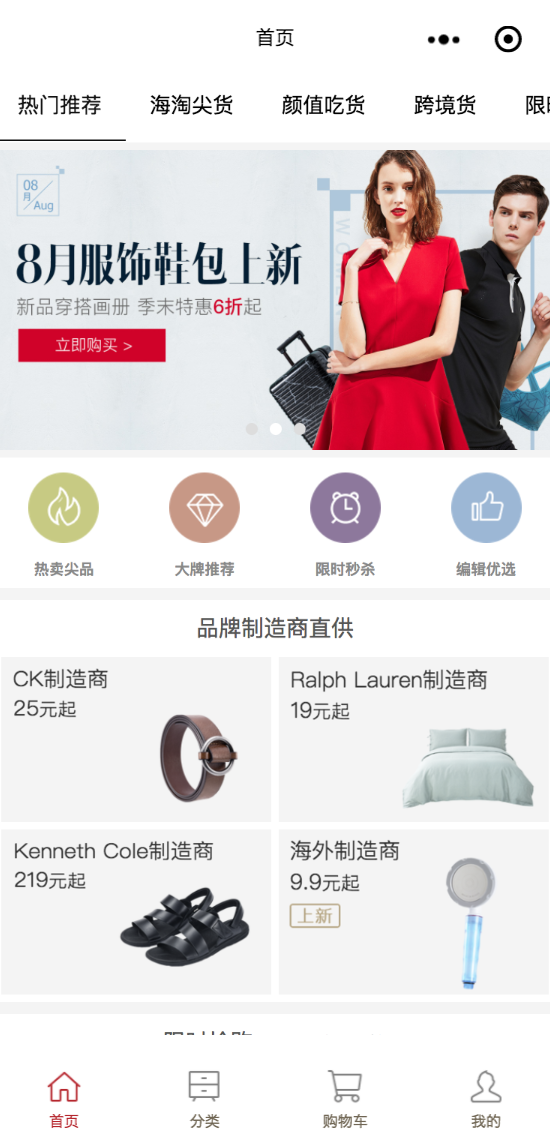 首页
热门推荐 海淘尖货 颜值吃货 跨境货
08
月
Aug
8月服饰鞋包上新
新品穿搭画册 季末特惠6折起
立即购买 >
热卖尖品 大牌推荐 限时秒杀 编辑优选
品牌制造商直供
CK制造商
25元起
Ralph Lauren制造商
19元起
Kenneth Cole制造商
219元起
海外制造商
9.9元起
上新
首页 分类 购物车 我的